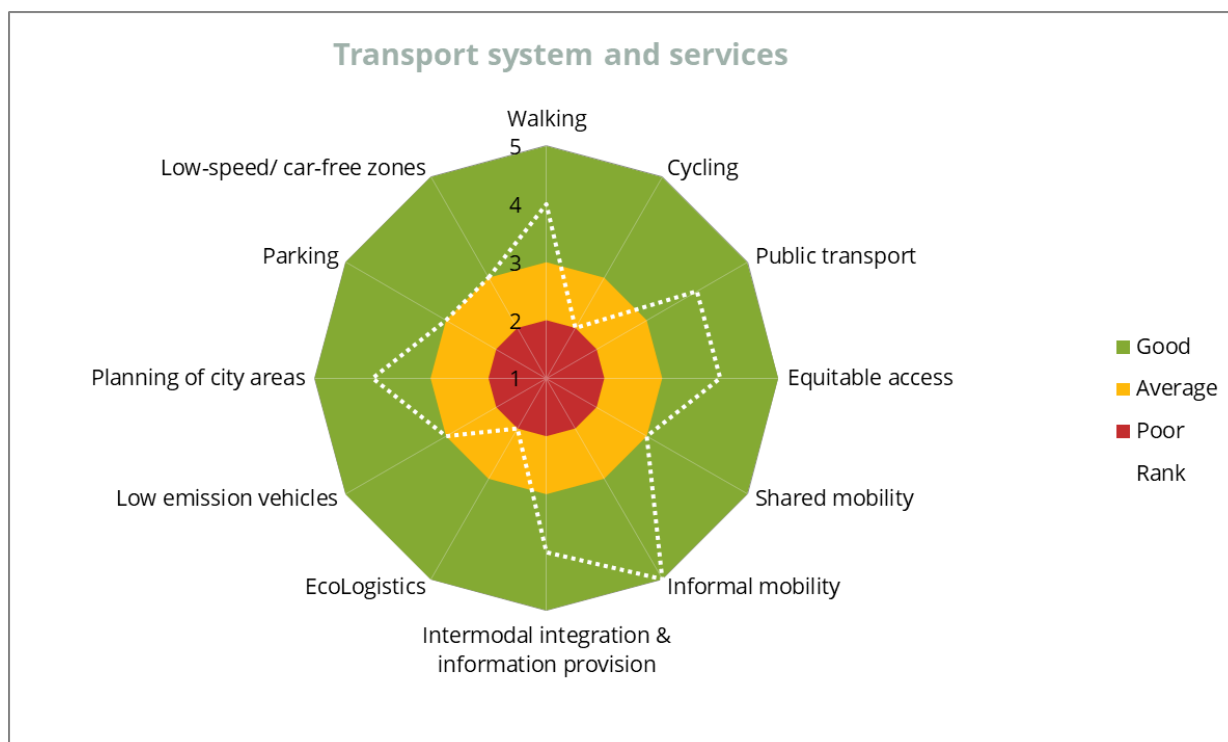 Transport system and services
Walking
5
Low-speed/ car-free zones
Cycling
4
Parking
3
Public transport
2
Planning of city areas
1
Equitable access
Low emission vehicles
Shared mobility
EcoLogistics
Informal mobility
Intermodal integration &
information provision
Good
Average
Poor
Rank